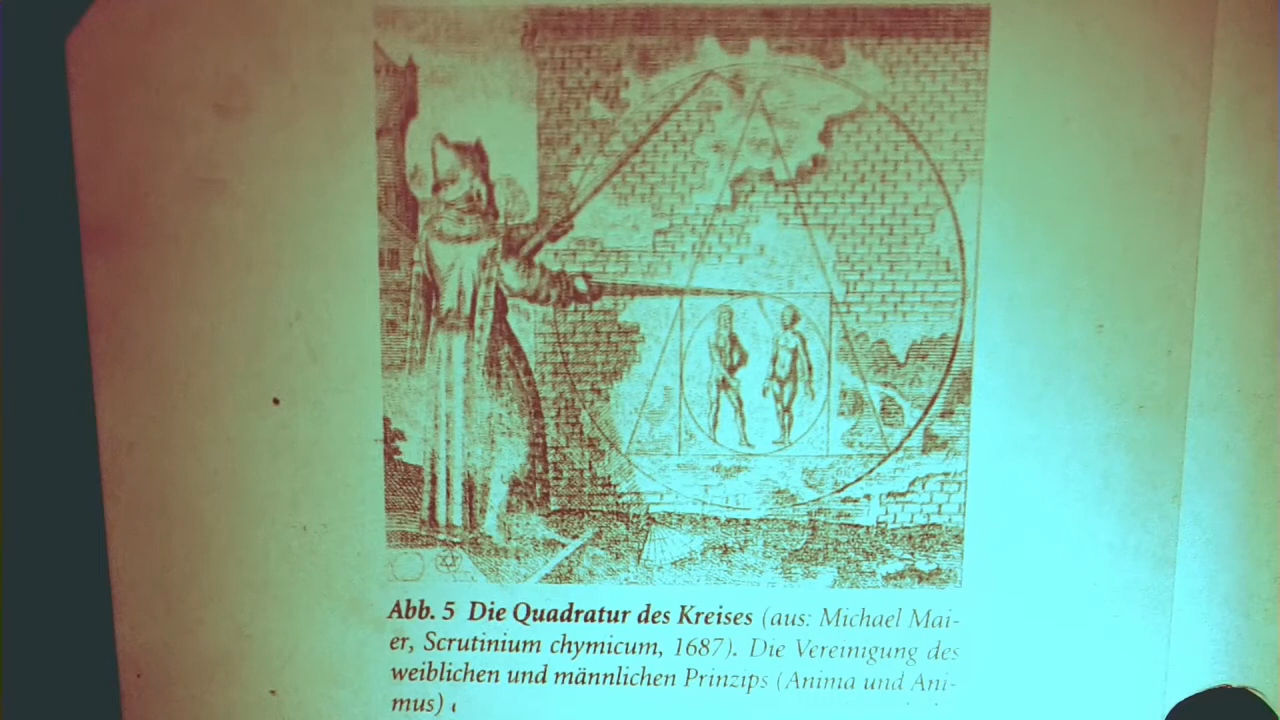 Abb. 5 Die Quadratur des Kreises (aus: Michael Mai-
er, Scrutinium chymicum, 1687). Die Vereinigung des
weiblichen und männlichen Prinzips (Anima und Ani-
mus)